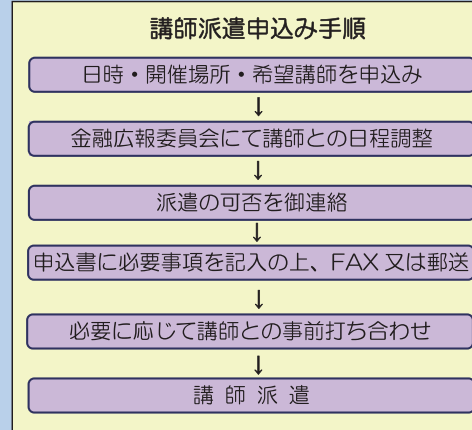 講師派遣申込み手順
日時・開催場所・希望講師を申込み
↓
金融広報委員会にて講師との日程調整
↓
派遣の可否を御連絡
↓
申込書に必要事項を記入の上、FAX 又は郵送
↓
必要に応じて講師との事前打ち合わせ
↓
講 師 派 遣